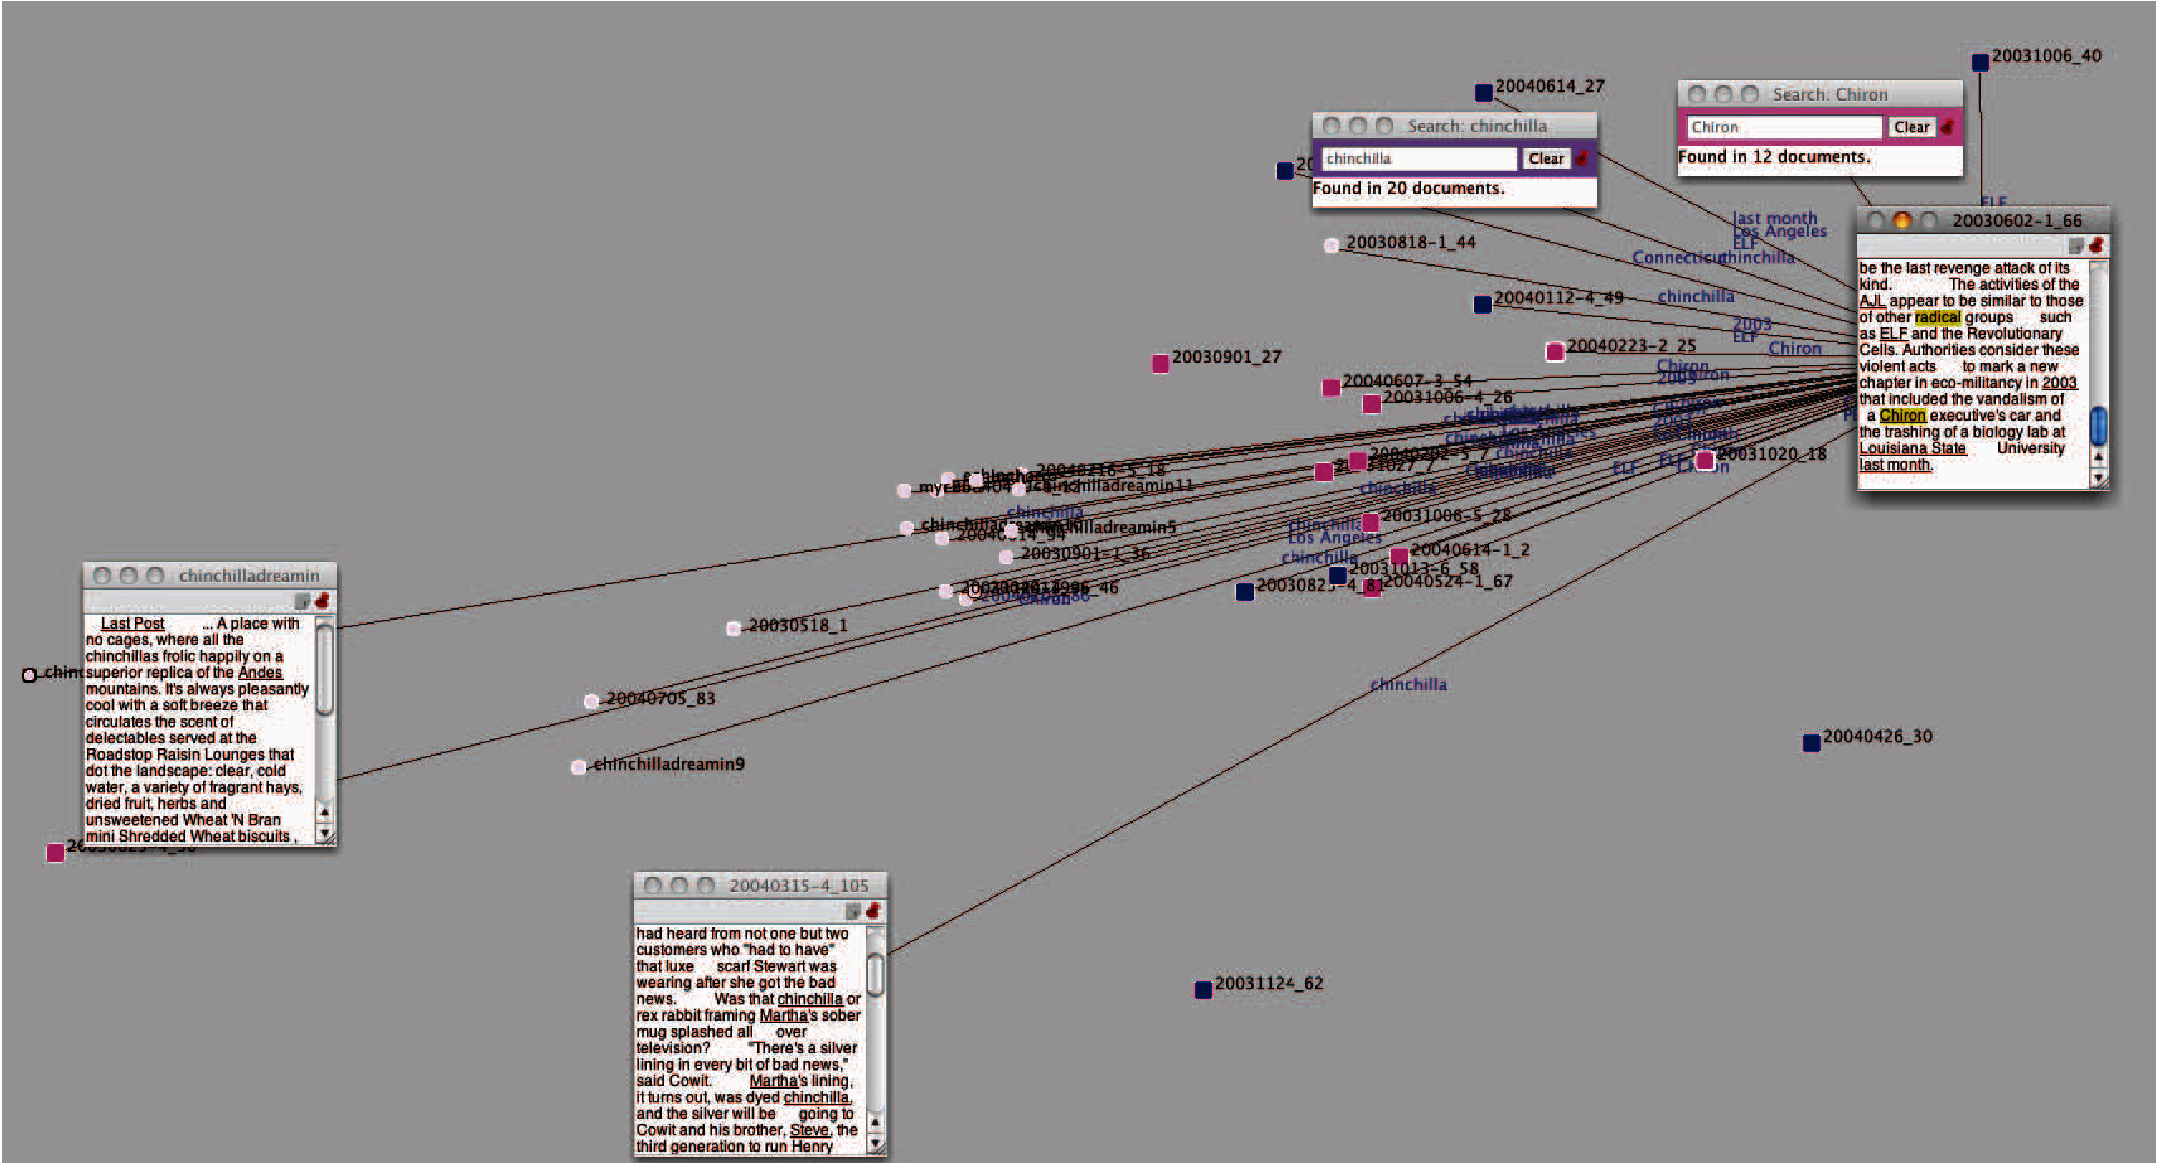 20031006_40
20040614_27
Search: Chiron
Chiron
Clear
Found in 12 documents.
Search: chinchilla
chinchilla
Clear
Found in 20 documents.
ELF
last month
Los Angeles
ELF
Connecticut
chinchilla
20030818-1_44
20040112-4_49
chinchilla
2003
ELF
Chiron
20040223-2_25
20030901_27
Chiron
20040607-3_54
20031006-4_26
20030602-1_66
be the last revenge attack of its
kind. The activities of the
AJL appear to be similar to those
of other radical groups such
as ELF and the Revolutionary
Cells. Authorities consider these
violent acts to mark a new
chapter in eco-militancy in 2003
that included the vandalism of
a Chiron executive's car and
the trashing of a biology lab at
Louisiana State University
last month.
20031020_18
ELF
20040216-5_18
chinchilladreamin11
chinchilla
chinchilla
chinchilladreamin5
20031006-5_28
chinchilla
Los Angeles
chinchilla
20030901-1_36
20040614-1_2
20031013-6_58
20040524-1_67
Chiron
20030518_1
20040705_83
chinchilladreamin9
chinchilla
20040426_30
20031124_62
chinchilladreamin
Last Post ... A place with
no cages, where all the
chinchillas frolic happily on a
superior replica of the Andes
mountains. It's always pleasantly
cool with a soft breeze that
circulates the scent of
delectables served at the
Roadstop Raisin Lounges that
dot the landscape: clear, cold
water, a variety of fragrant hays,
dried fruit, herbs and
unsweetened Wheat 'N Bran
mini Shredded Wheat biscuits ,
20040315-4_105
had heard from not one but two
customers who "had to have"
that luxe scarf Stewart was
wearing after she got the bad
news. Was that chinchilla or
rex rabbit framing Martha's sober
mug splashed all over
television? "There's a silver
lining in every bit of bad news,"
said Cowit. Martha's lining,
it turns out, was dyed chinchilla,
and the silver will be going to
Cowit and his brother, Steve, the
third generation to run Henry